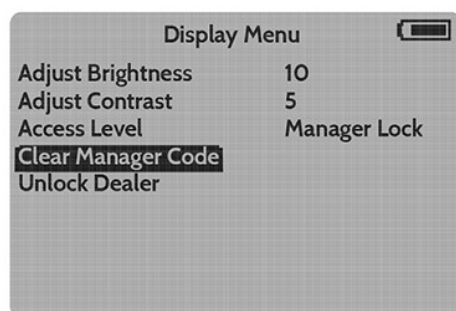 Display Menu
Adjust Brightness 10
Adjust Contrast 5
Access Level Manager Lock
Clear Manager Code
Unlock Dealer